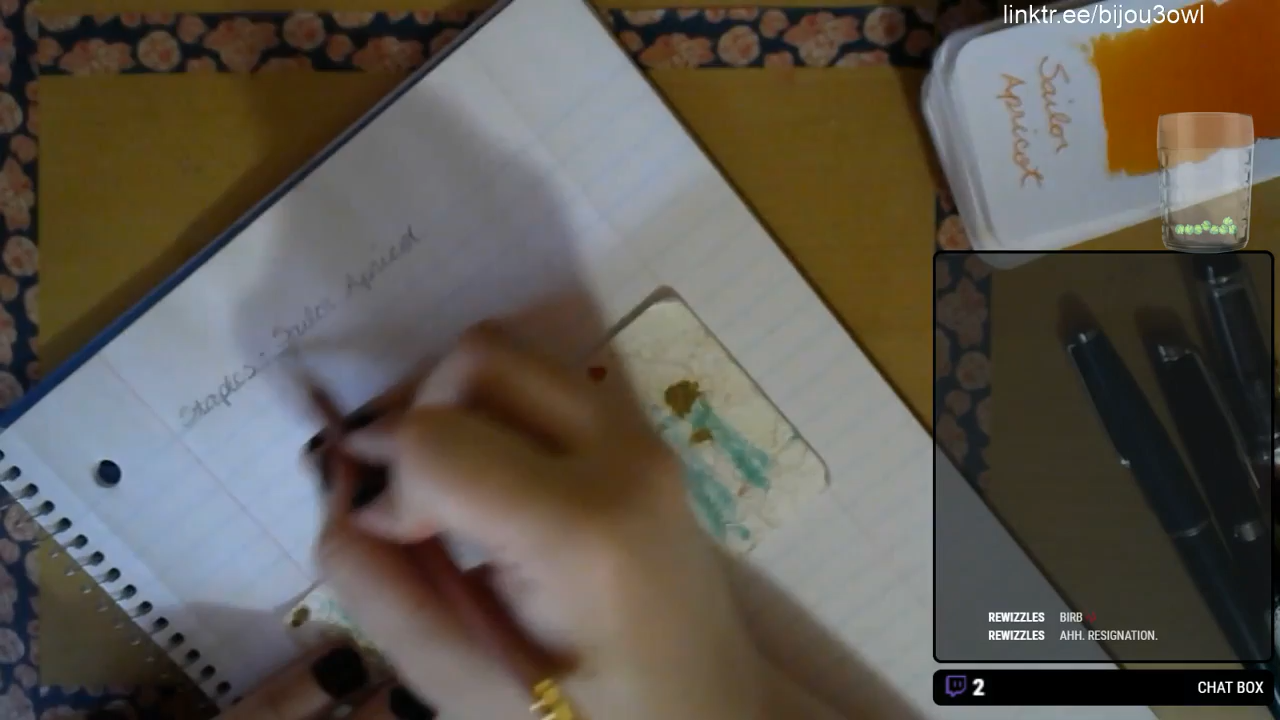 linktr.ee/bijou3owl
Sailor
Apricot
Staples: Sailor Apricot
REWIZZLES BIRB
REWIZZLES AHH. RESIGNATION.
2 CHAT BOX